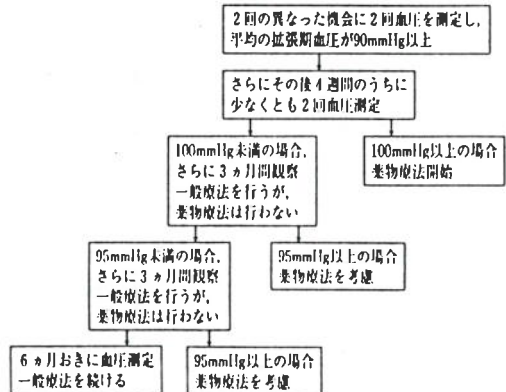 2回の異なった機会に2回血圧を測定し,
平均の拡張期血圧が90mmHg以上
さらにその後4週間のうちに
少なくとも2回血圧測定
100mmHg未満の場合,
さらに3ヵ月間観察
一般療法を行うが,
薬物療法は行わない
100mmHg以上の場合
薬物療法開始
95mmHg未満の場合,
さらに3ヵ月間観察
一般療法を行うが,
薬物療法は行わない
95mmHg以上の場合
薬物療法を考慮
6ヵ月おきに血圧測定
一般療法を続ける
95mmHg以上の場合
薬物療法を考慮